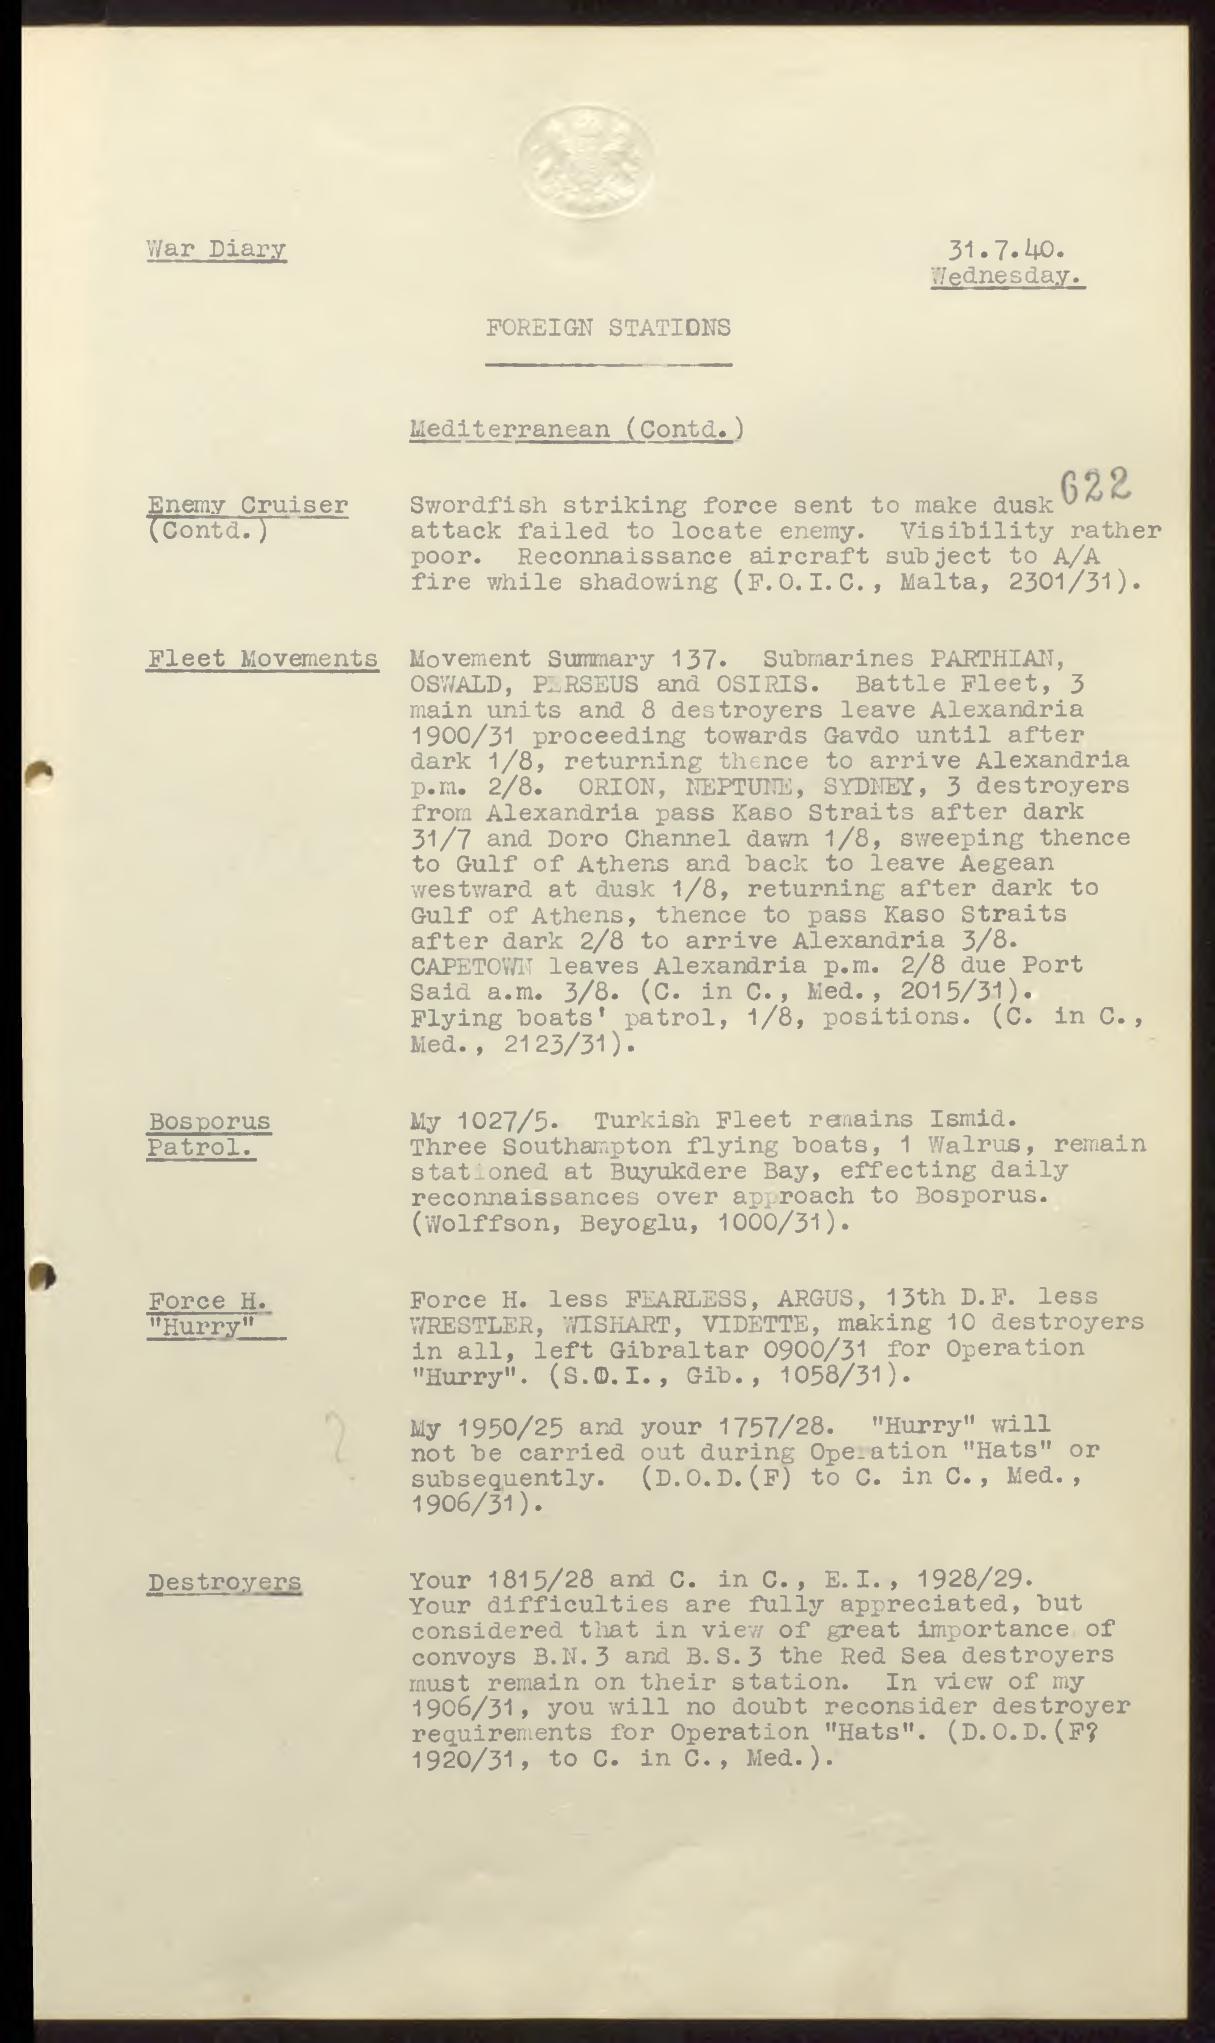 War Diary
31.7.40.
Wednesday.
FOREIGN STATIONS
Mediterranean (Contd.)
622
Enemy Cruiser
(Contd.)
Swordfish striking force sent to make dusk
attack failed to locate enemy. Visibility rather
poor. Reconnaissance aircraft subject to A/A
fire while shadowing (F.O.I.C., Malta, 2301/31).
Fleet Movements
Movement Summary 137. Submarines PARTHIAN,
OSWALD, PERSEUS and OSIRIS. Battle Fleet, 3
main units and 8 destroyers leave Alexandria
1900/31 proceeding towards Gavdo until after
dark 1/8, returning thence to arrive Alexandria
p.m. 2/8. ORION, NEPTUNE, SYDNEY, 3 destroyers
from Alexandria pass Kaso Straits after dark
31/7 and Doro Channel dawn 1/8, sweeping thence
to Gulf of Athens and back to leave Aegean
westward at dusk 1/8, returning after dark to
Gulf of Athens, thence to pass Kaso Straits
after dark 2/8 to arrive Alexandria 3/8.
CAPETOWN leaves Alexandria p.m. 2/8 due Port
Said a.m. 3/8. (C. in C., Med., 2015/31).
Flying boats' patrol, 1/8, positions. (C. in C.,
Med., 2123/31).
Bosporus
Patrol.
My 1027/5. Turkish Fleet remains Ismid.
Three Southampton flying boats, 1 Walrus, remain
stationed at Buyukdere Bay, effecting daily
reconnaissances over approach to Bosporus.
(Wolffson, Beyoglu, 1000/31).
Force H.
"Hurry"
Force H. less FEARLESS, ARGUS, 13th D.F. less
WRESTLER, WISHART, VIDETTE, making 10 destroyers
in all, left Gibraltar 0900/31 for Operation
"Hurry". (S.O.I., Gib., 1058/31).
?
My 1950/25 and your 1757/28. "Hurry" will
not be carried out during Operation "Hats" or
subsequently. (D.O.D.(F) to C. in C., Med.,
1906/31).
Destroyers
Your 1815/28 and C. in C., E.I., 1928/29.
Your difficulties are fully appreciated, but
considered that in view of great importance of
convoys B.N.3 and B.S.3 the Red Sea destroyers
must remain on their station. In view of my
1906/31, you will no doubt reconsider destroyer
requirements for Operation "Hats". (D.O.D.(F?
1920/31, to C. in C., Med.).